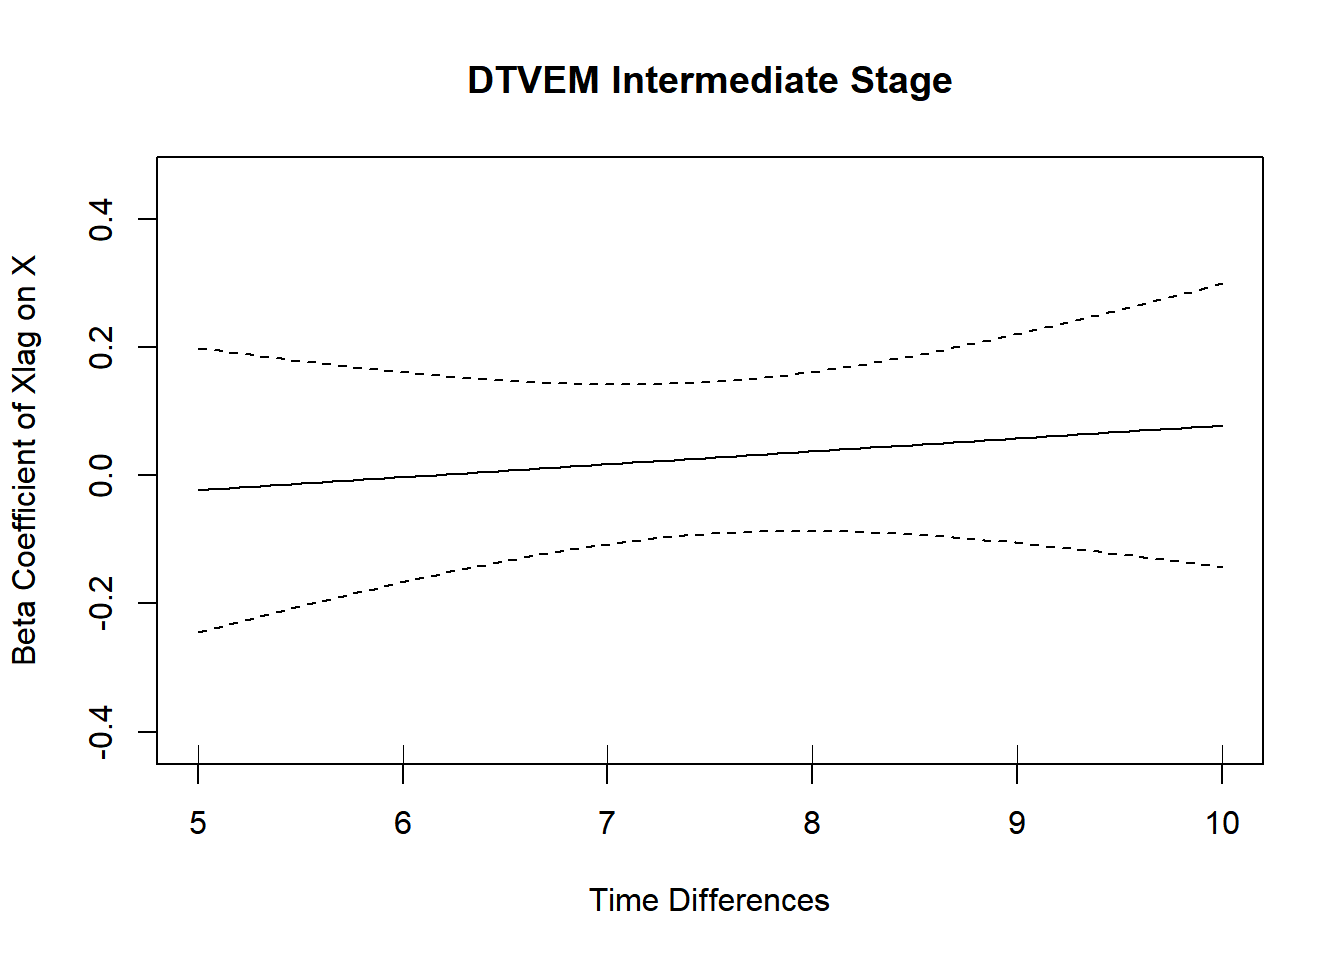 DTVEM Intermediate Stage
Beta Coefficient of Xlag on X
0.4
0.2
0.0
-0.2
-0.4
5 6 7 8 9 10
Time Differences